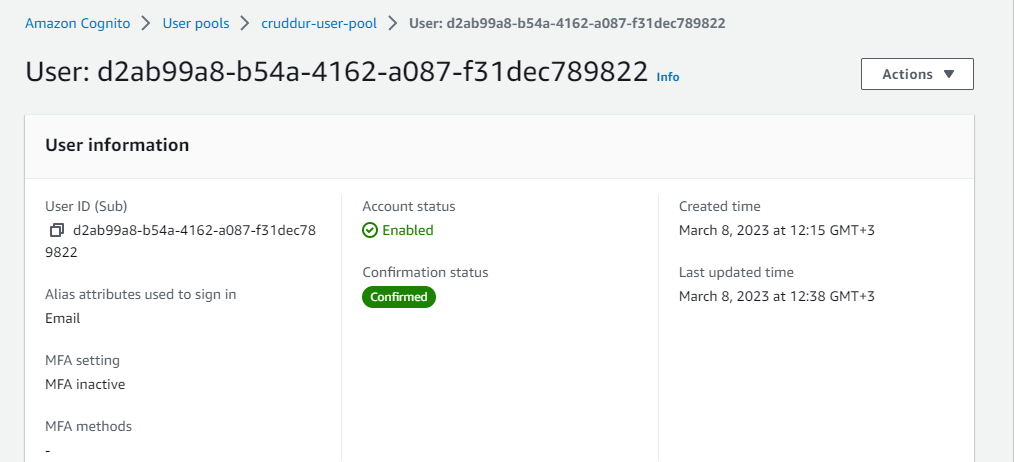 Amazon Cognito > User pools > cruddur-user-pool > User: d2ab99a8-b54a-4162-a087-f31dec789822
User: d2ab99a8-b54a-4162-a087-f31dec789822 Info
Actions ▼
User information
User ID (Sub)
d2ab99a8-b54a-4162-a087-f31dec78
9822
Alias attributes used to sign in
Email
MFA setting
MFA inactive
MFA methods
-
Account status
Enabled
Confirmation status
Confirmed
Created time
March 8, 2023 at 12:15 GMT+3
Last updated time
March 8, 2023 at 12:38 GMT+3